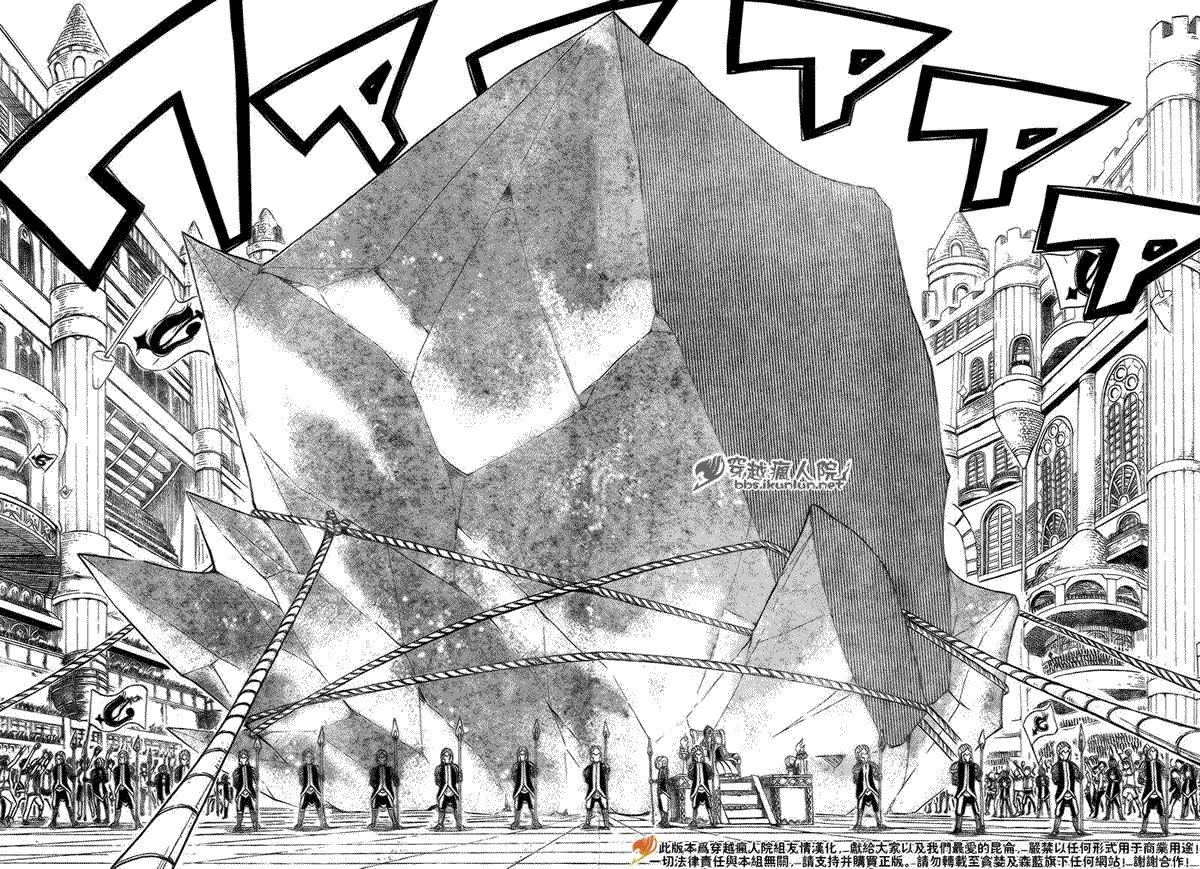 ワァァァァァァ
穿越瘋人院
bbs.ikunlun.net
此版本爲穿越瘋人院組友情漢化，獻給大家以及我們最愛的昆侖，嚴禁以任何形式用于商業用途！
一切法律責任與本組無關，請支持并購買正版。請勿轉載至貪婪及森藍旗下任何網站！謝謝合作！